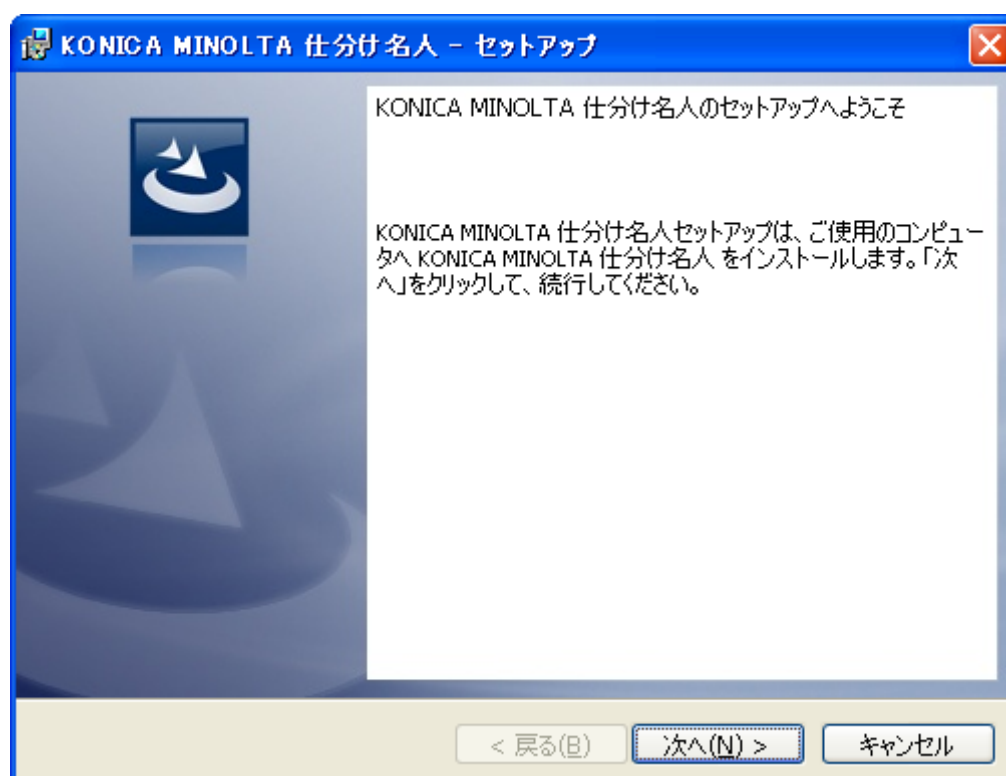 KONICA MINOLTA 仕分け名人 - セットアップ
KONICA MINOLTA 仕分け名人のセットアップへようこそ
KONICA MINOLTA 仕分け名人セットアップは、ご使用のコンピュー
タへ KONICA MINOLTA 仕分け名人 をインストールします。「次
へ」をクリックして、続行してください。
< 戻る(B)
次へ(N) >
キャンセル